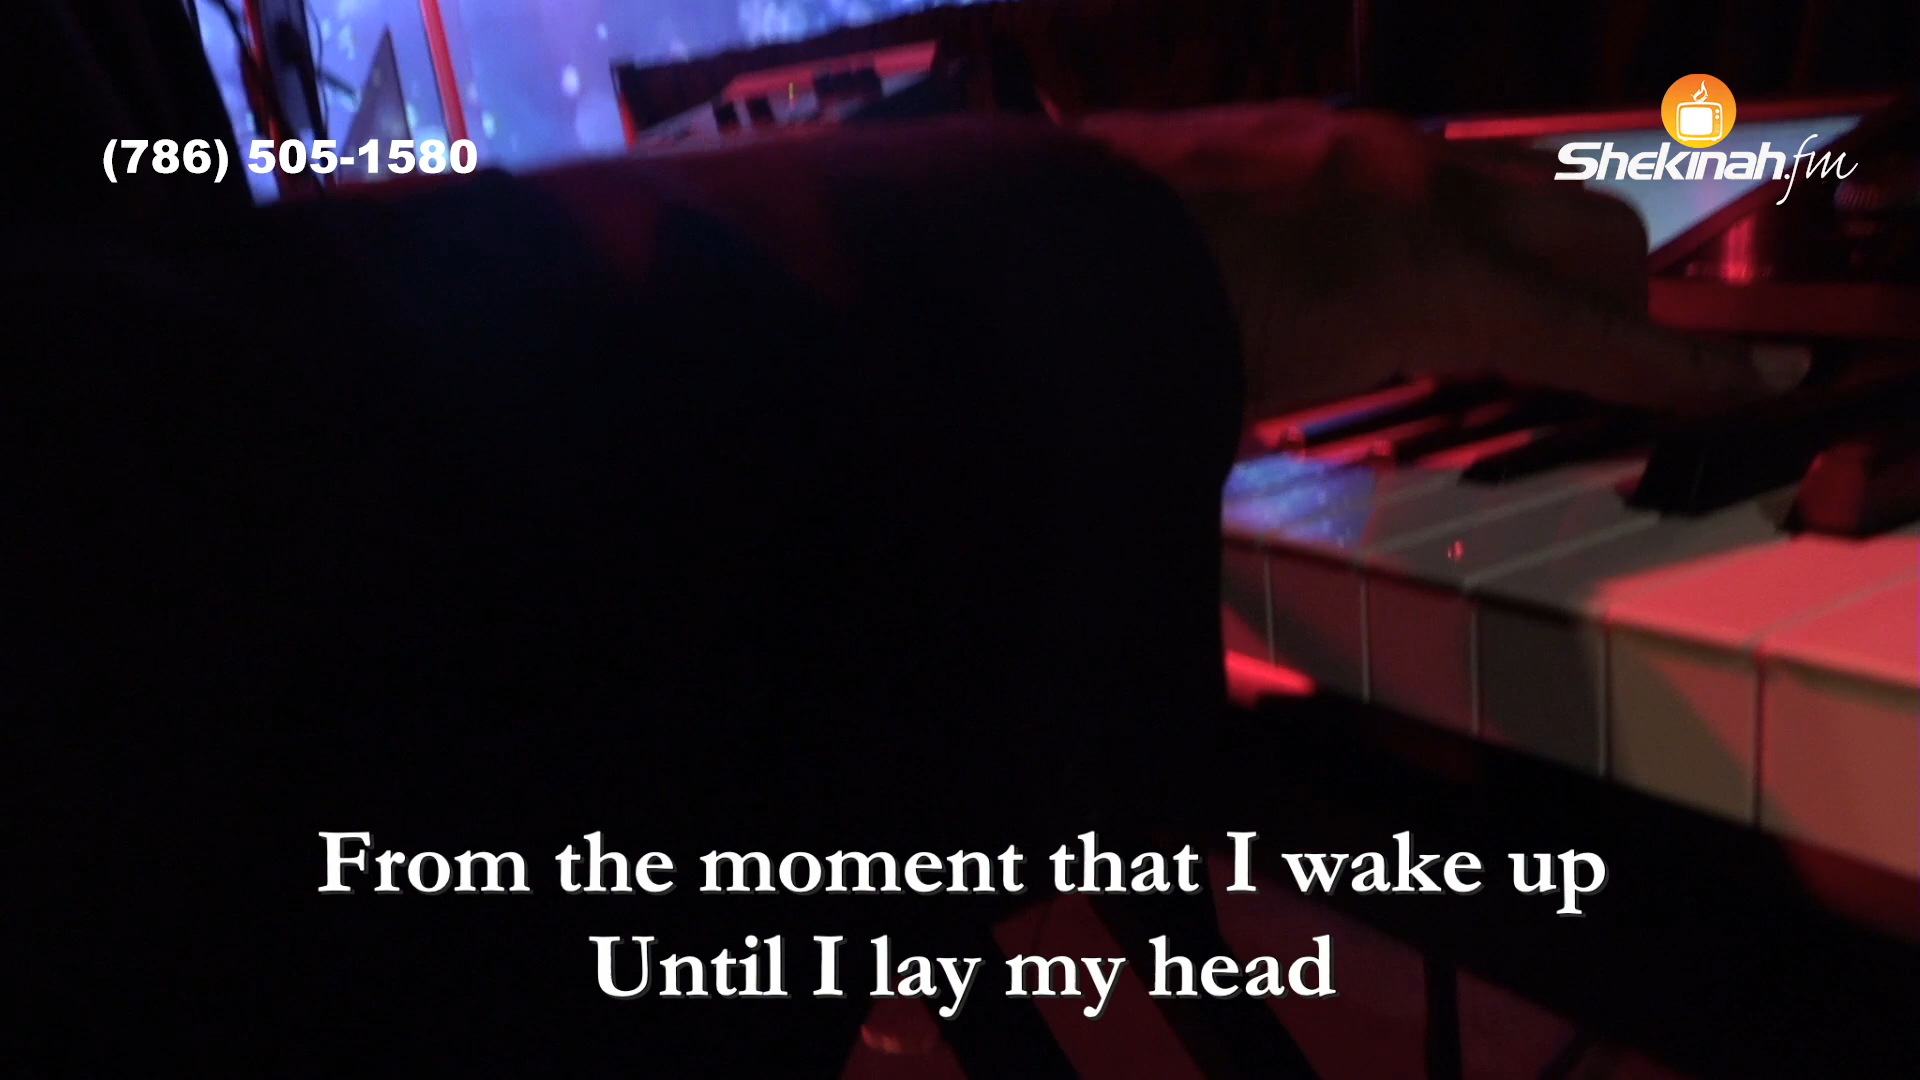 (786) 505-1580
Shekinah.fm
From the moment that I wake up
Until I lay my head